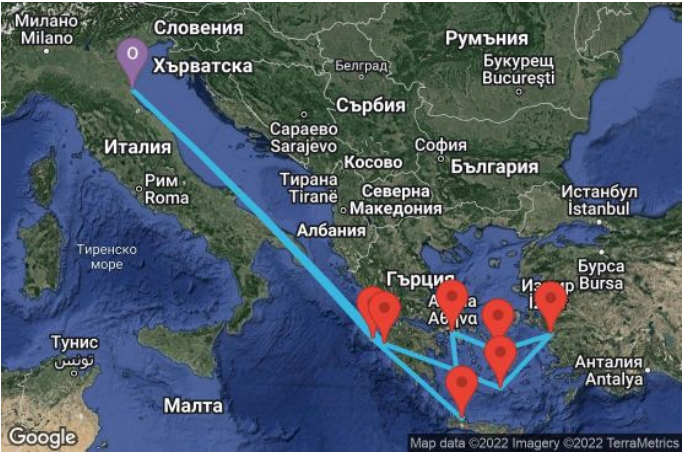 Милано
Milano
Словения
Румъния
O
Хърватска
Белград
Букурещ
București
Сърбия
Сараево
Sarajevo
София
Италия
Косово
България
Рим
Roma
Тирана
Tiranë
Северна
Македония
Истанбул
İstanbul
Албания
Тиренско
море
Гърция
Бурса
Bursa
Тунис
تونس
Анталия
Antalya
Малта
Google
Map data ©2022 Imagery ©2022 TerraMetrics